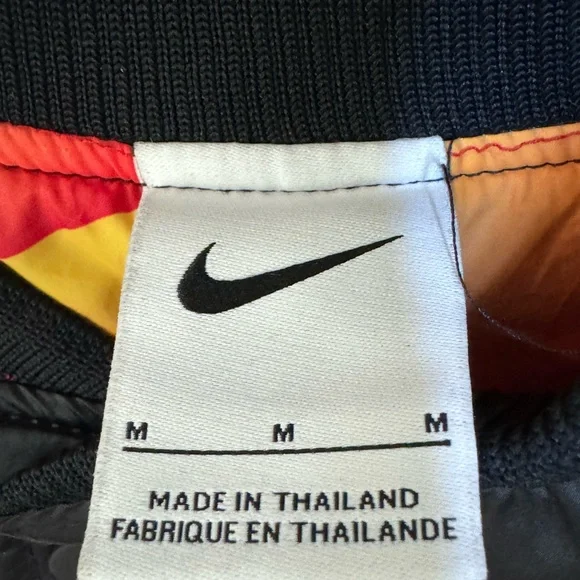 M M M
MADE IN THAILAND
FABRIQUE EN THAILANDE